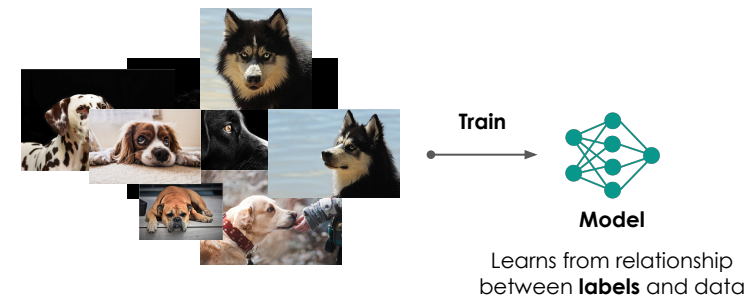 Train
Model
Learns from relationship
between labels and data